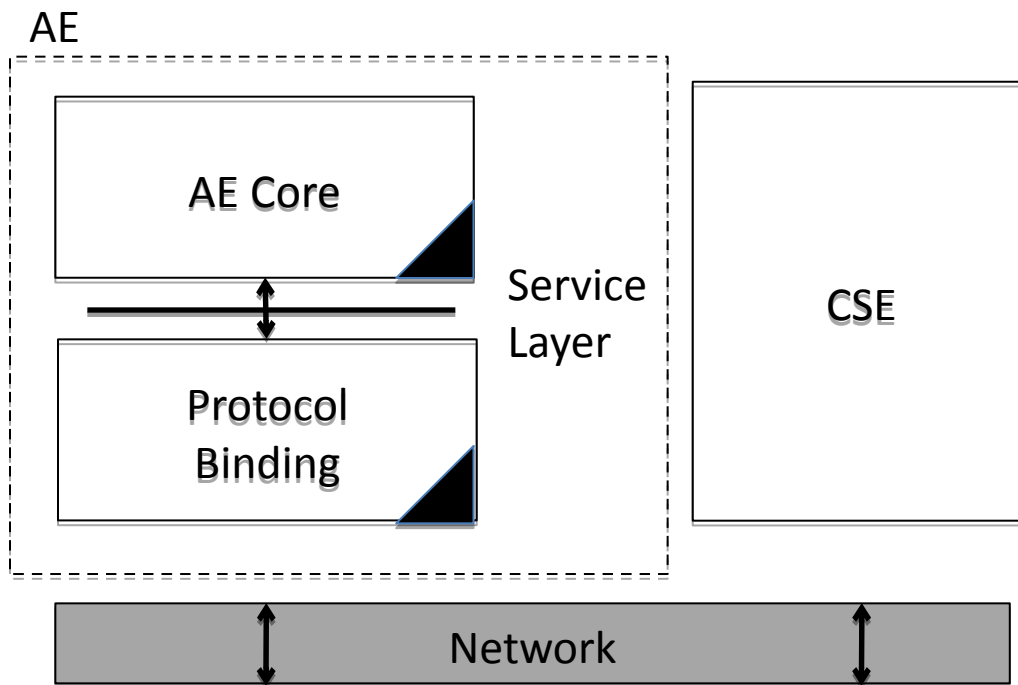 AE
AE Core
Service
Layer
CSE
Protocol
Binding
Network